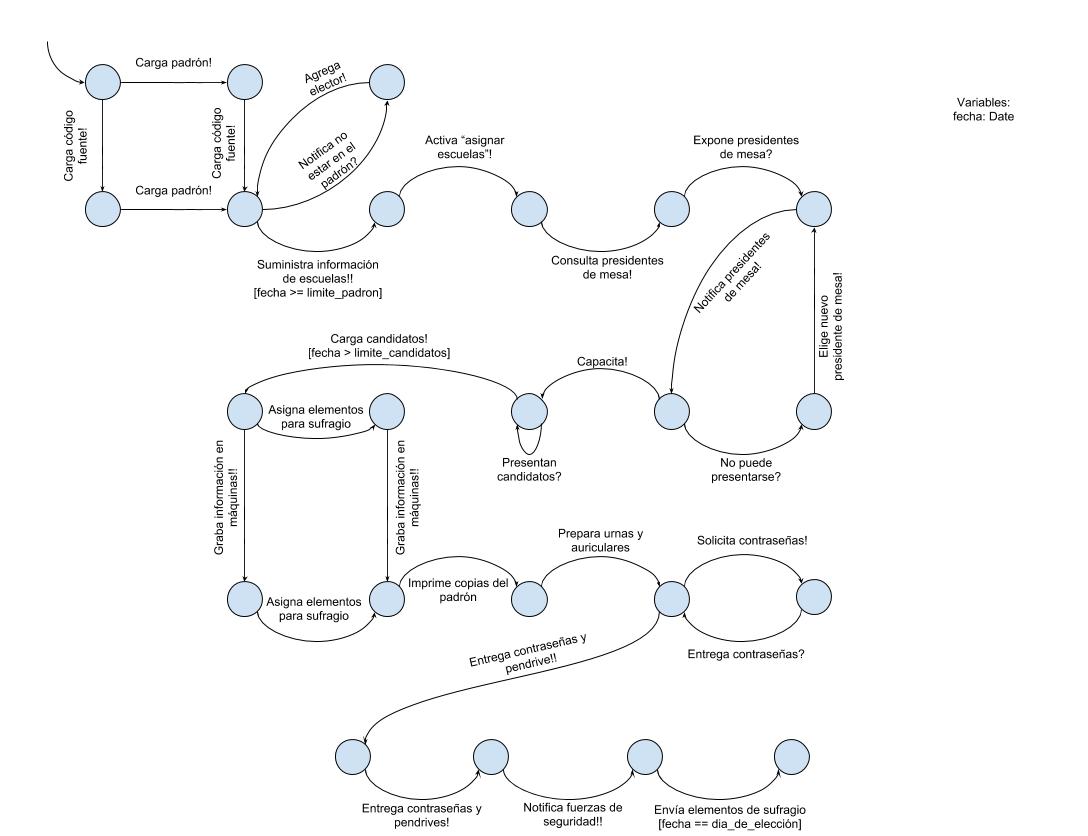 Carga padrón!
Agrega
elector!
Variables:
fecha: Date
Carga código
fuente!
Carga código
fuente!
Notifica no
estar en el
padrón?
Activa “asignar
escuelas”!
Expone presidentes
de mesa?
Carga padrón!
Suministra información
de escuelas!!
[fecha >= limite_padron]
Consulta presidentes
de mesa!
Notifica presidentes
de mesa!
Elige nuevo
presidente de mesa!
Carga candidatos!
[fecha > limite_candidatos]
Capacita!
Asigna elementos
para sufragio
Presentan
candidatos?
No puede
presentarse?
Graba información en
máquinas!!
Graba información en
máquinas!!
Prepara urnas y
auriculares
Solicita contraseñas!
Asigna elementos
para sufragio
Imprime copias del
padrón
Entrega contraseñas y
pendrive!!
Entrega contraseñas?
Entrega contraseñas y
pendrives!
Notifica fuerzas de
seguridad!!
Envía elementos de sufragio
[fecha == dia_de_elección]